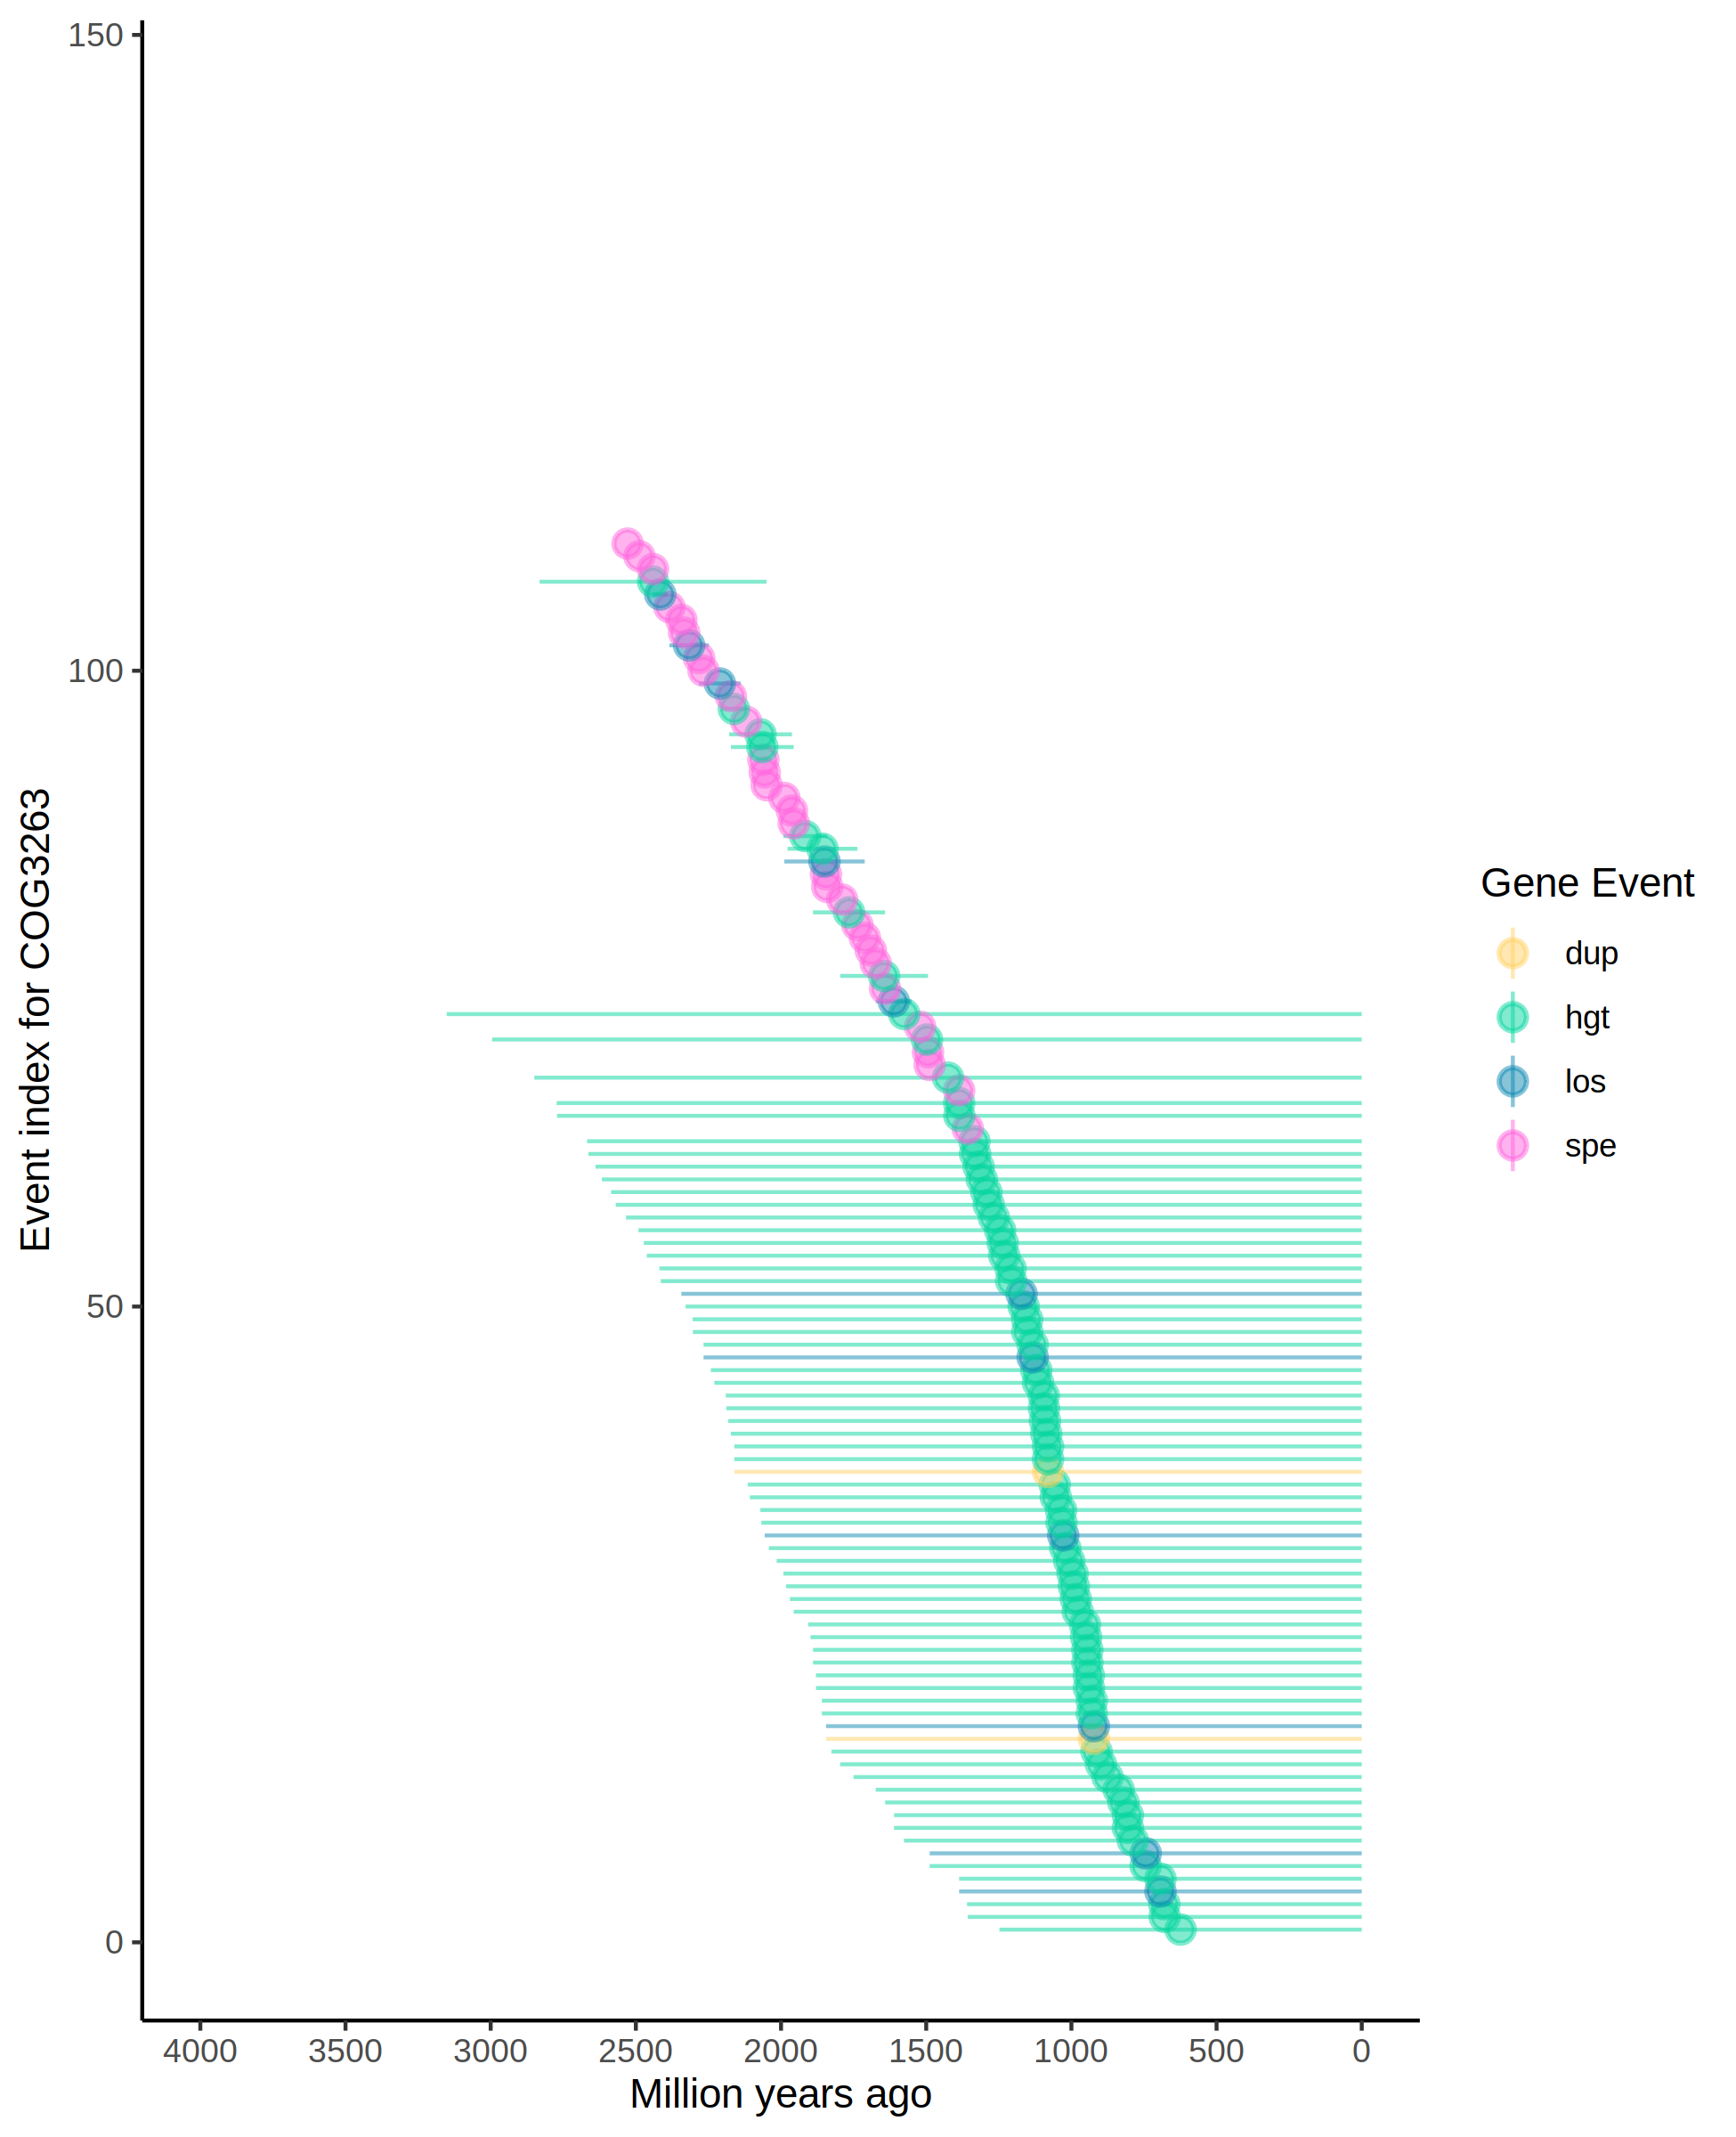 150
100
50
0
Event index for COG3263
4000 3500 3000 2500 2000 1500 1000 500 0
Million years ago
Gene Event
dup
hgt
los
spe